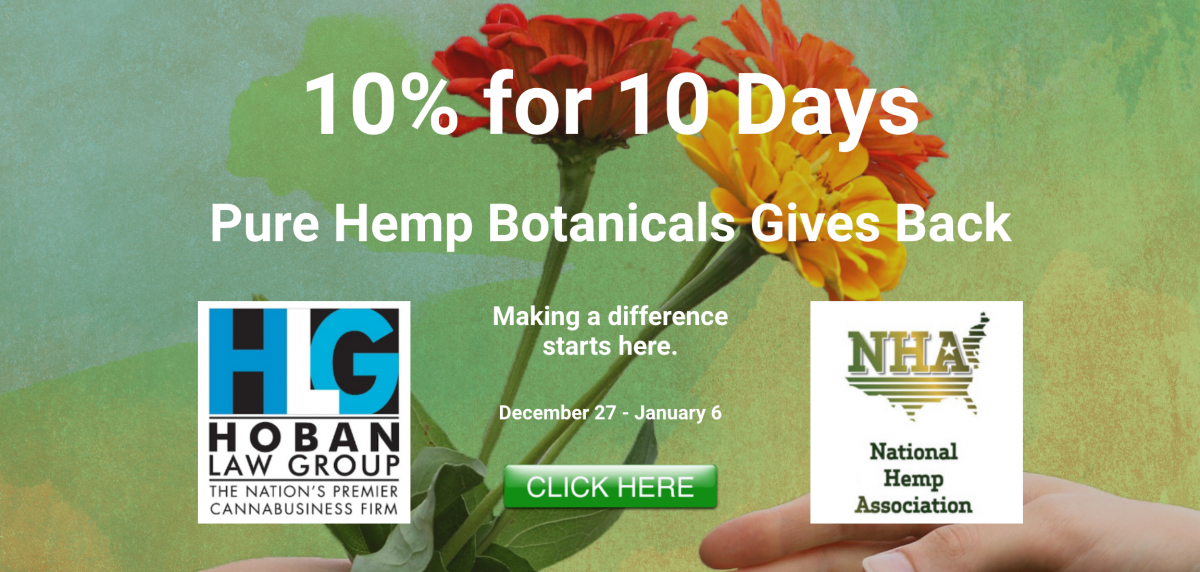 10% for 10 Days
Pure Hemp Botanicals Gives Back
HLG
HOBAN
LAW GROUP
THE NATION'S PREMIER
CANNABUSINESS FIRM
Making a difference
starts here.
December 27 - January 6
CLICK HERE
NHA
National
Hemp
Association